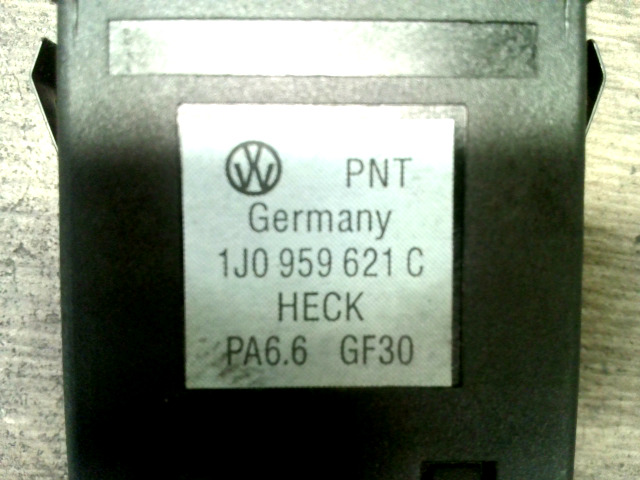 PNT
Germany
1J0 959 621 C
HECK
PA6.6 GF30